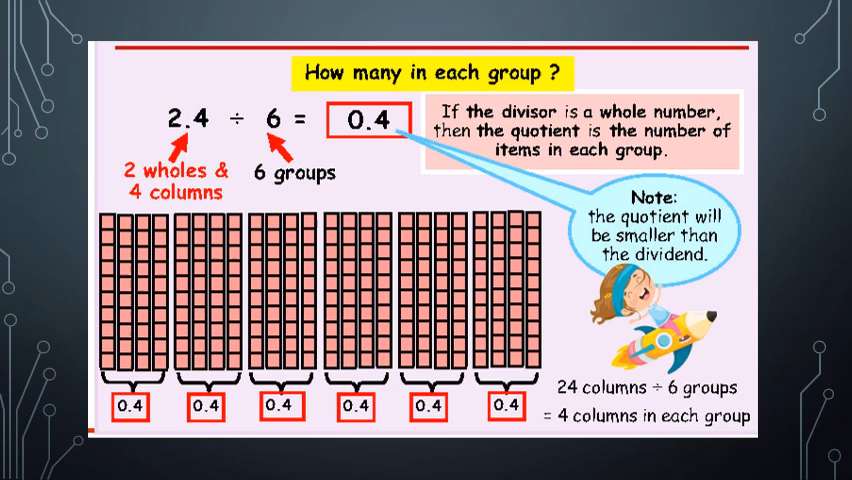 How many in each group ?
2.4 ÷ 6 = 0.4
If the divisor is a whole number,
then the quotient is the number of
items in each group.
2 wholes &
4 columns
6 groups
Note:
the quotient will
be smaller than
the dividend.
0.4 0.4 0.4 0.4 0.4 0.4
24 columns ÷ 6 groups
= 4 columns in each group